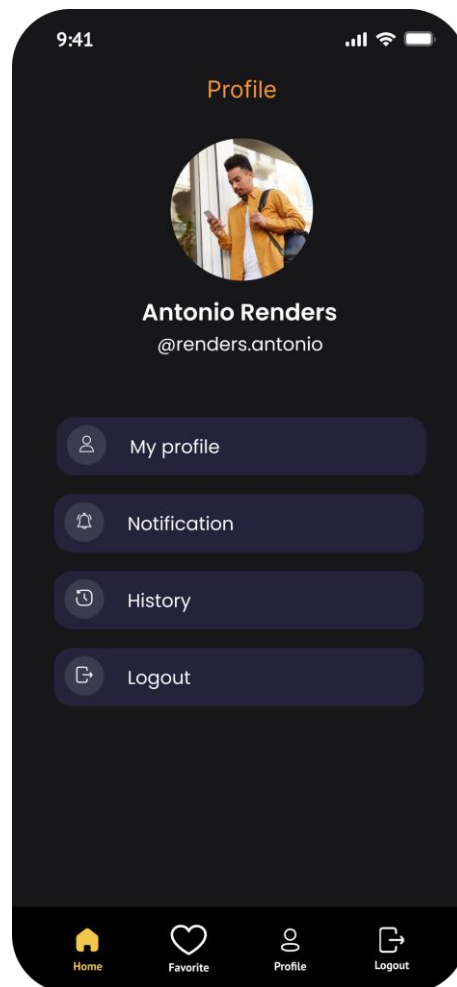 9:41
Profile
Antonio Renders
@renders.antonio
My profile
Notification
History
Logout
Home Favorite Profile Logout